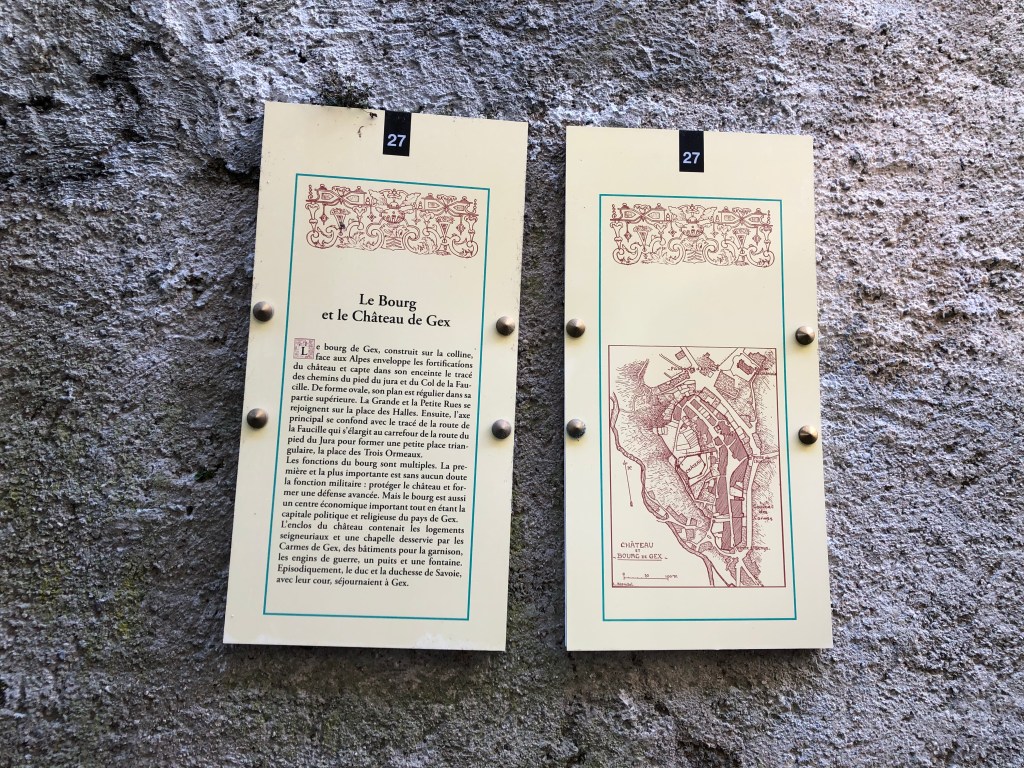 27
Le Bourg
et le Château de Gex
Le bourg de Gex, construit sur la colline,
face aux Alpes enveloppe les fortifications
du château et capte dans son enceinte le tracé
des chemins du pied du jura et du Col de la Fau-
cille. De forme ovale, son plan est régulier dans sa
partie supérieure. La Grande et la Petite Rues se
rejoignent sur la place des Halles. Ensuite, l'axe
principal se confond avec le tracé de la route de
la Faucille qui s'élargit au carrefour de la route du
pied du Jura pour former une petite place trian-
gulaire, la place des Trois Ormeaux.
Les fonctions du bourg sont multiples. La pre-
mière et la plus importante est sans aucun doute
la fonction militaire : protéger le château et for-
mer une défense avancée. Mais le bourg est aussi
un centre économique important tout en étant la
capitale politique et religieuse du pays de Gex.
L'enclos du château contenait les logements
seigneuriaux et une chapelle desservie par les
Carmes de Gex, des bâtiments pour la garnison,
les engins de guerre, un puits et une fontaine.
Episodiquement, le duc et la duchesse de Savoie,
avec leur cour, séjournaient à Gex.
27
CHÂTEAU
ET
BOURG DE GEX